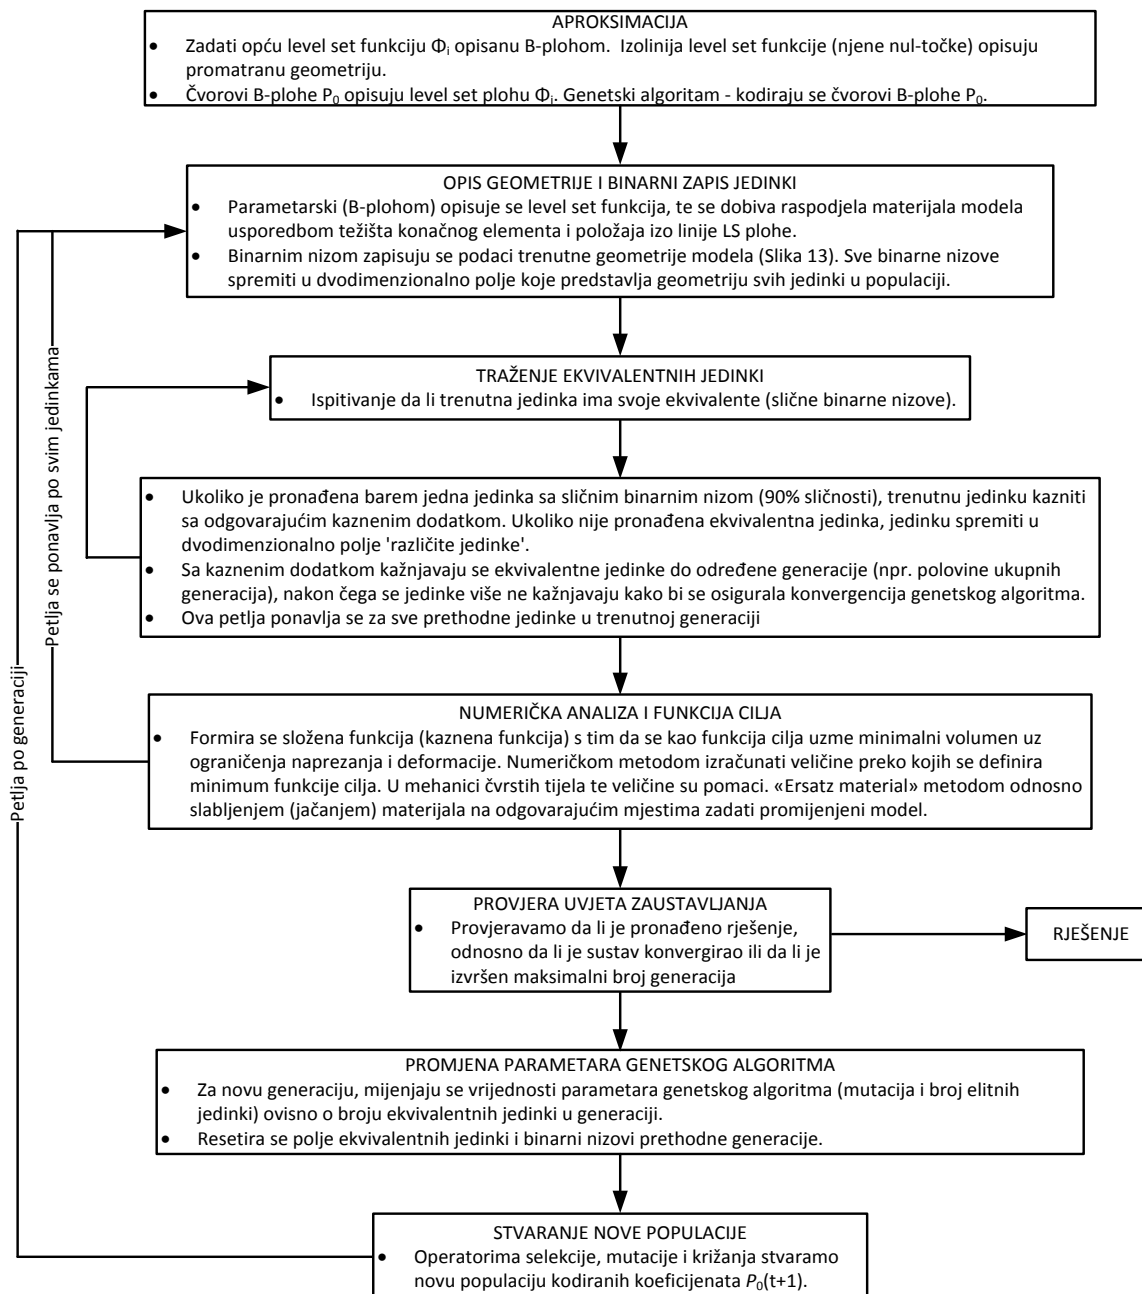 APROKSIMACIJA
• Zadati opću level set funkciju Φi opisanu B-plohom. Izolinija level set funkcije (njene nul-točke) opisuju
promatranu geometriju.
• Čvorovi B-plohe P0 opisuju level set plohu Φi. Genetski algoritam - kodiraju se čvorovi B-plohe P0.
OPIS GEOMETRIJE I BINARNI ZAPIS JEDINKI
• Parametarski (B-plohom) opisuje se level set funkcija, te se dobiva raspodjela materijala modela
usporedbom težišta konačnog elementa i položaja izo linije LS plohe.
• Binarnim nizom zapisuju se podaci trenutne geometrije modela (Slika 13). Sve binarne nizove
spremiti u dvodimenzionalno polje koje predstavlja geometriju svih jedinki u populaciji.
TRAŽENJE EKVIVALENTNIH JEDINKI
• Ispitivanje da li trenutna jedinka ima svoje ekvivalente (slične binarne nizove).
• Ukoliko je pronađena barem jedna jedinka sa sličnim binarnim nizom (90% sličnosti), trenutnu jedinku kazniti
sa odgovarajućim kaznenim dodatkom. Ukoliko nije pronađena ekvivalentna jedinka, jedinku spremiti u
dvodimenzionalno polje 'različite jedinke'.
• Sa kaznenim dodatkom kažnjavaju se ekvivalentne jedinke do određene generacije (npr. polovine ukupnih
generacija), nakon čega se jedinke više ne kažnjavaju kako bi se osigurala konvergencija genetskog algoritma.
• Ova petlja ponavlja se za sve prethodne jedinke u trenutnoj generaciji
Petlja se ponavlja po svim jedinkama
Petlja po generaciji
NUMERIČKA ANALIZA I FUNKCIJA CILJA
• Formira se složena funkcija (kaznena funkcija) s tim da se kao funkcija cilja uzme minimalni volumen uz
ograničenja naprezanja i deformacije. Numeričkom metodom izračunati veličine preko kojih se definira
minimum funkcije cilja. U mehanici čvrstih tijela te veličine su pomaci. «Ersatz material» metodom odnosno
slabljenjem (jačanjem) materijala na odgovarajućim mjestima zadati promijenjeni model.
PROVJERA UVJETA ZAUSTAVLJANJA
• Provjeravamo da li je pronađeno rješenje,
odnosno da li je sustav konvergirao ili da li je
izvršen maksimalni broj generacija
RJEŠENJE
PROMJENA PARAMETARA GENETSKOG ALGORITMA
• Za novu generaciju, mijenjaju se vrijednosti parametara genetskog algoritma (mutacija i broj elitnih
jedinki) ovisno o broju ekvivalentnih jedinki u generaciji.
• Resetira se polje ekvivalentnih jedinki i binarni nizovi prethodne generacije.
STVARANJE NOVE POPULACIJE
• Operatorima selekcije, mutacije i križanja stvaramo
novu populaciju kodiranih koeficijenata P0(t+1).